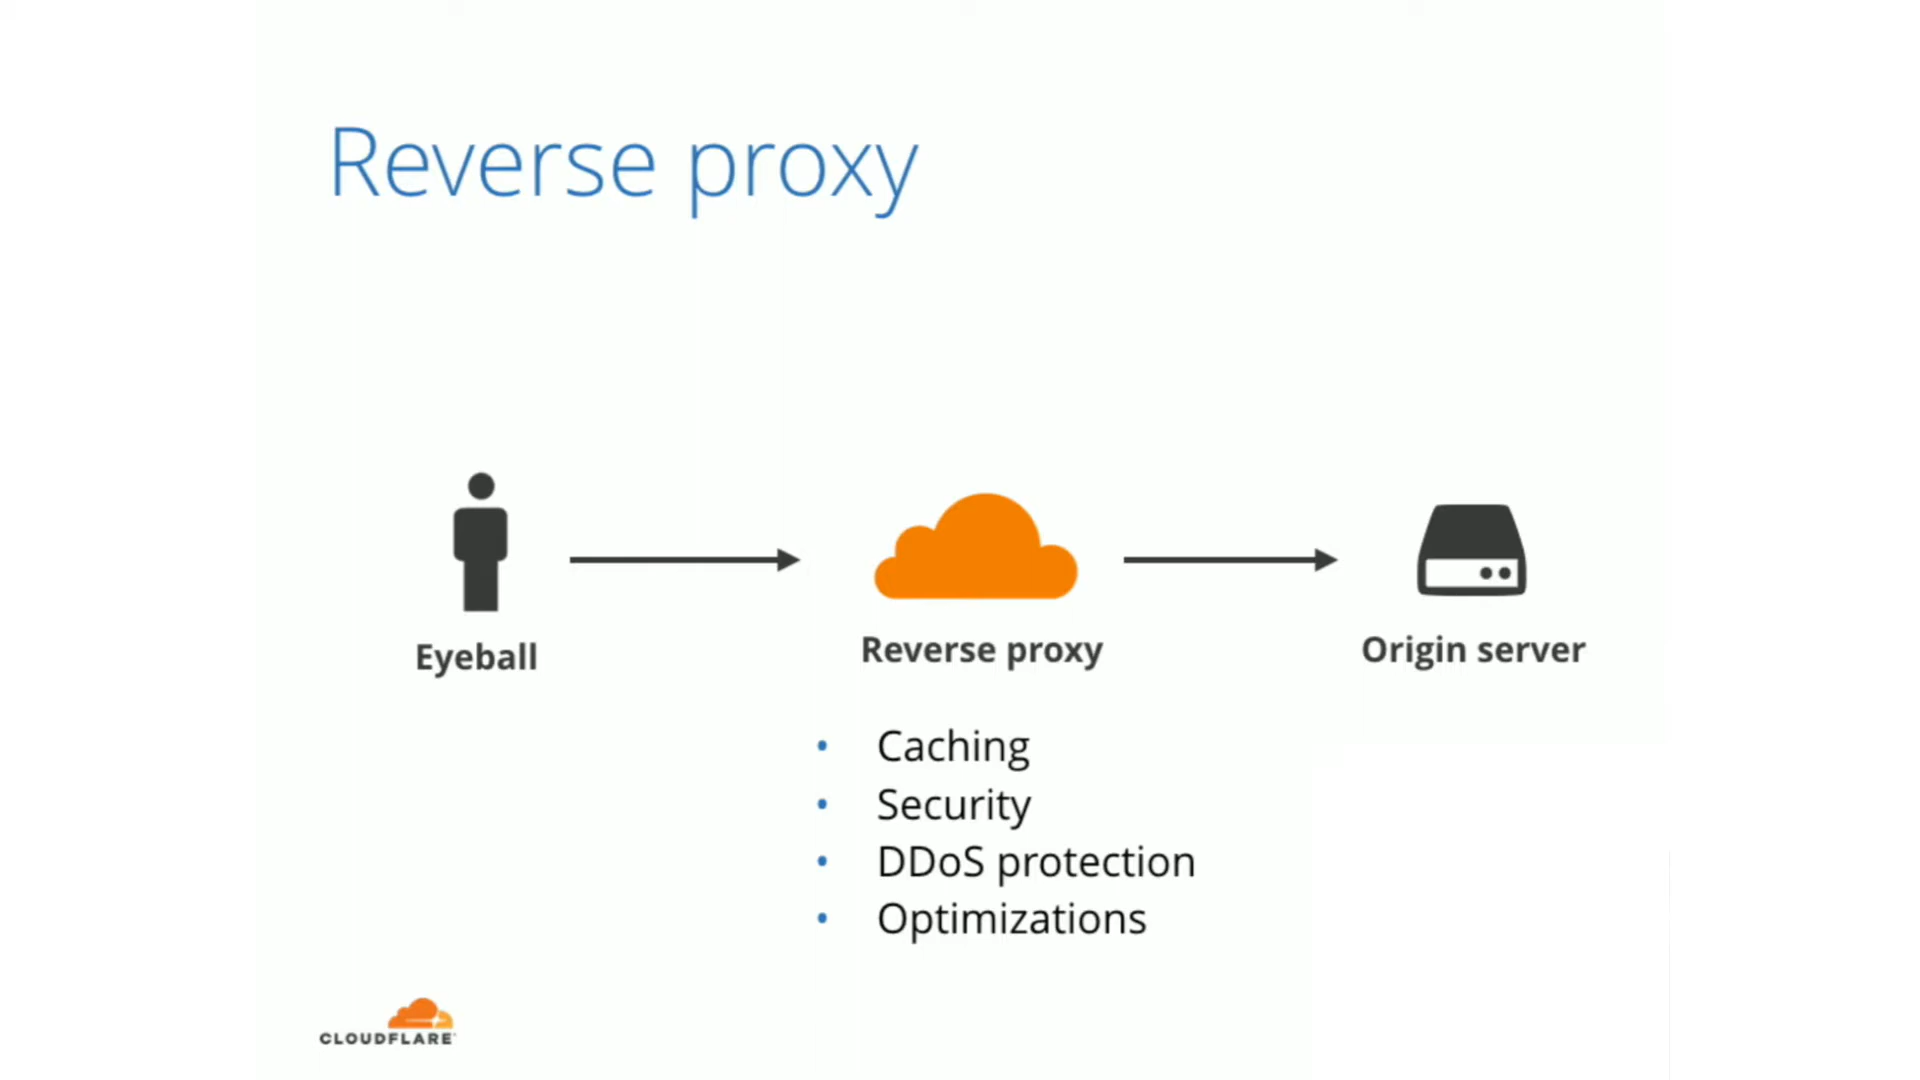 Reverse proxy
Eyeball
Reverse proxy
Origin server
• Caching
• Security
• DDoS protection
• Optimizations
CLOUDFLARE